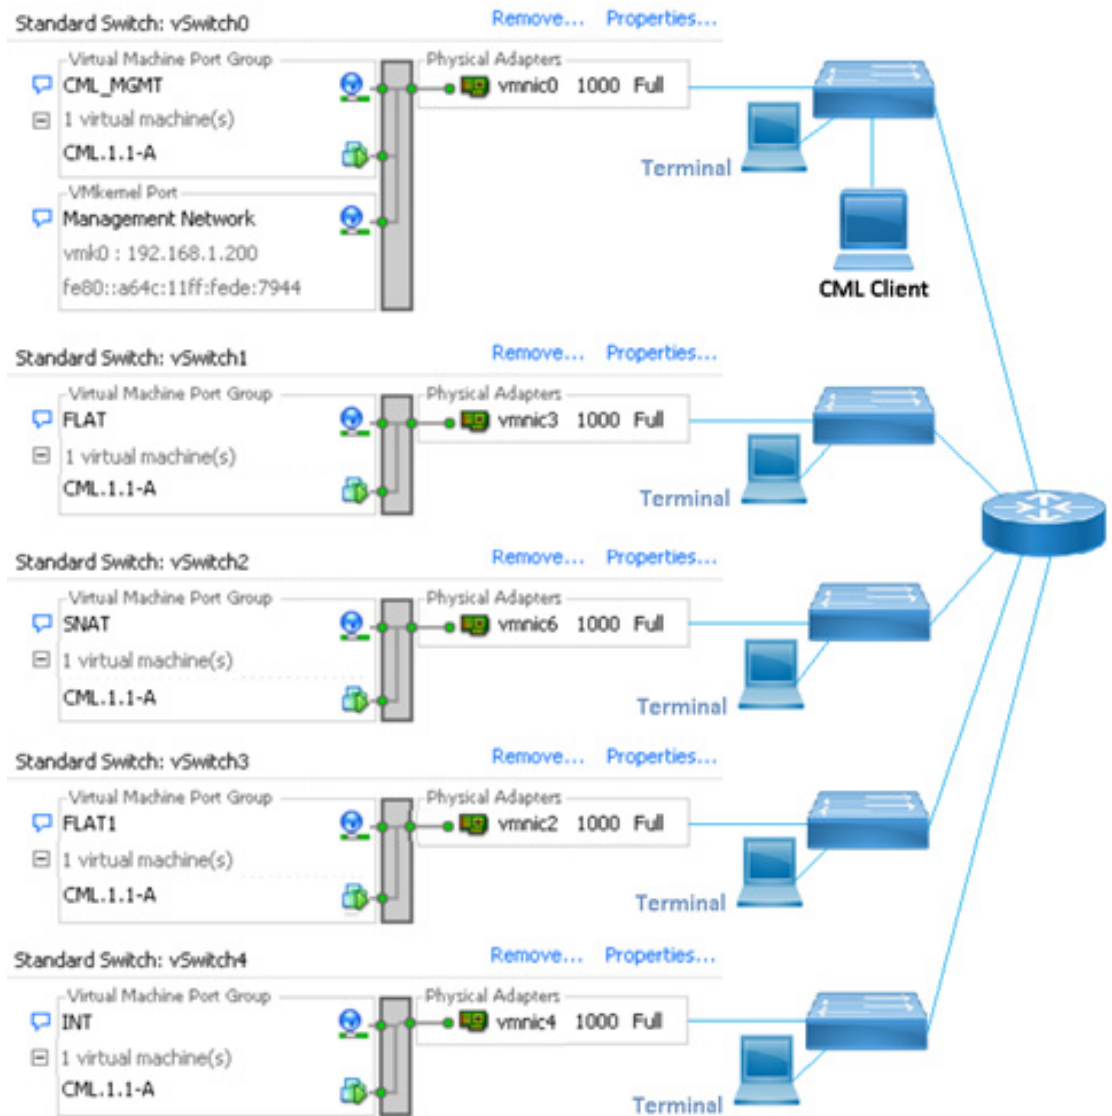 Standard Switch: vSwitch0 Remove... Properties...
Virtual Machine Port Group Physical Adapters
CML_MGMT vmnic0 1000 Full
1 virtual machine(s)
CML.1.1-A
Terminal
VMkernel Port
Management Network
vmk0 : 192.168.1.200
fe80::a64c:11ff:fede:7944
CML Client
Standard Switch: vSwitch1 Remove... Properties...
Virtual Machine Port Group Physical Adapters
FLAT vmnic3 1000 Full
1 virtual machine(s)
CML.1.1-A
Terminal
Standard Switch: vSwitch2 Remove... Properties...
Virtual Machine Port Group Physical Adapters
SNAT vmnic6 1000 Full
1 virtual machine(s)
CML.1.1-A
Terminal
Standard Switch: vSwitch3 Remove... Properties...
Virtual Machine Port Group Physical Adapters
FLAT1 vmnic2 1000 Full
1 virtual machine(s)
CML.1.1-A
Terminal
Standard Switch: vSwitch4 Remove... Properties...
Virtual Machine Port Group Physical Adapters
INT vmnic4 1000 Full
1 virtual machine(s)
CML.1.1-A
Terminal